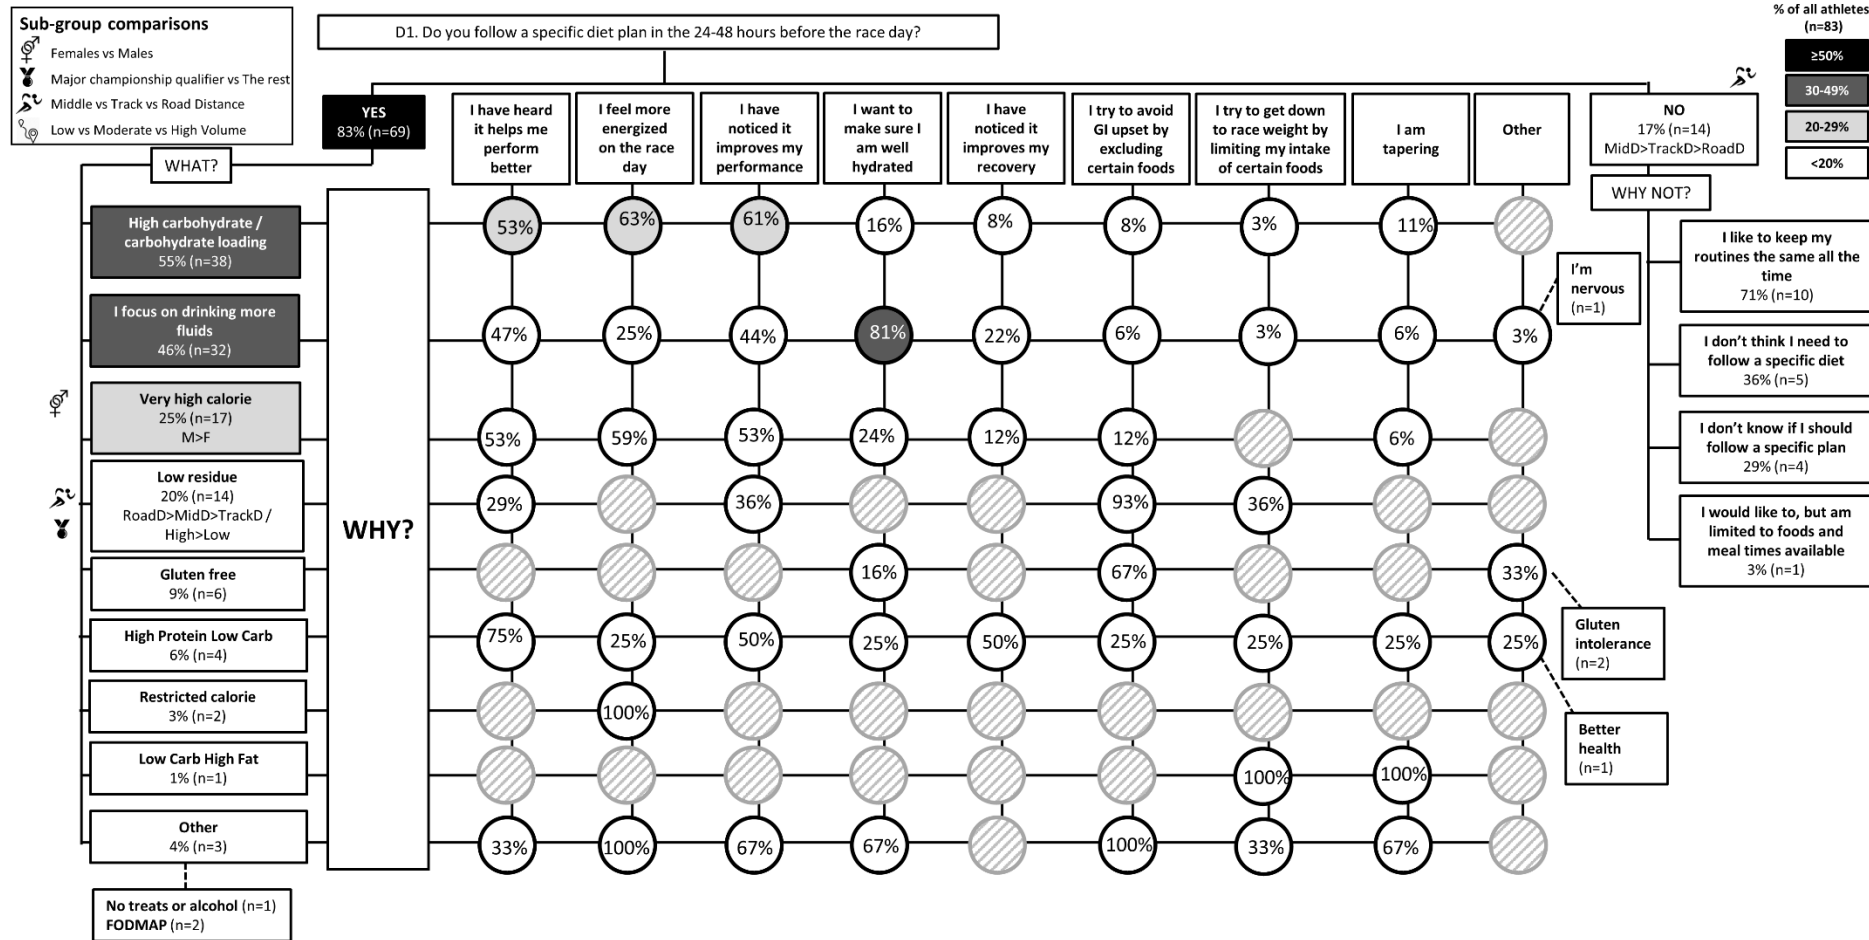 Sub-group comparisons
Females vs Males
Major championship qualifier vs The rest
Middle vs Track vs Road Distance
Low vs Moderate vs High Volume
D1. Do you follow a specific diet plan in the 24-48 hours before the race day?
% of all athletes
(n=83)
≥50%
30-49%
20-29%
<20%
YES
83% (n=69)
NO
17% (n=14)
MidD>TrackD>RoadD
WHAT?
WHY?
WHY NOT?
I have heard
it helps me
perform
better
I feel more
energized
on the race
day
I have
noticed it
improves my
performance
I want to
make sure I
am well
hydrated
I have
noticed it
improves my
recovery
I try to avoid
GI upset by
excluding
certain foods
I try to get down
to race weight by
limiting my intake
of certain foods
I am
tapering
Other
High carbohydrate /
carbohydrate loading
55% (n=38)
53%
63%
61%
16%
8%
8%
3%
11%
I focus on drinking more
fluids
46% (n=32)
47%
25%
44%
81%
22%
6%
3%
6%
3%
I'm
nervous
(n=1)
Very high calorie
25% (n=17)
M>F
53%
59%
53%
24%
12%
12%
6%
Low residue
20% (n=14)
RoadD>MidD>TrackD /
High>Low
29%
36%
93%
36%
Gluten free
9% (n=6)
16%
67%
33%
Gluten
intolerance
(n=2)
High Protein Low Carb
6% (n=4)
75%
25%
50%
25%
50%
25%
25%
25%
25%
Better
health
(n=1)
Restricted calorie
3% (n=2)
100%
Low Carb High Fat
1% (n=1)
100%
100%
Other
4% (n=3)
33%
100%
67%
67%
100%
33%
67%
No treats or alcohol (n=1)
FODMAP (n=2)
I like to keep my
routines the same all the
time
71% (n=10)
I don't think I need to
follow a specific diet
36% (n=5)
I don't know if I should
follow a specific plan
29% (n=4)
I would like to, but am
limited to foods and
meal times available
3% (n=1)